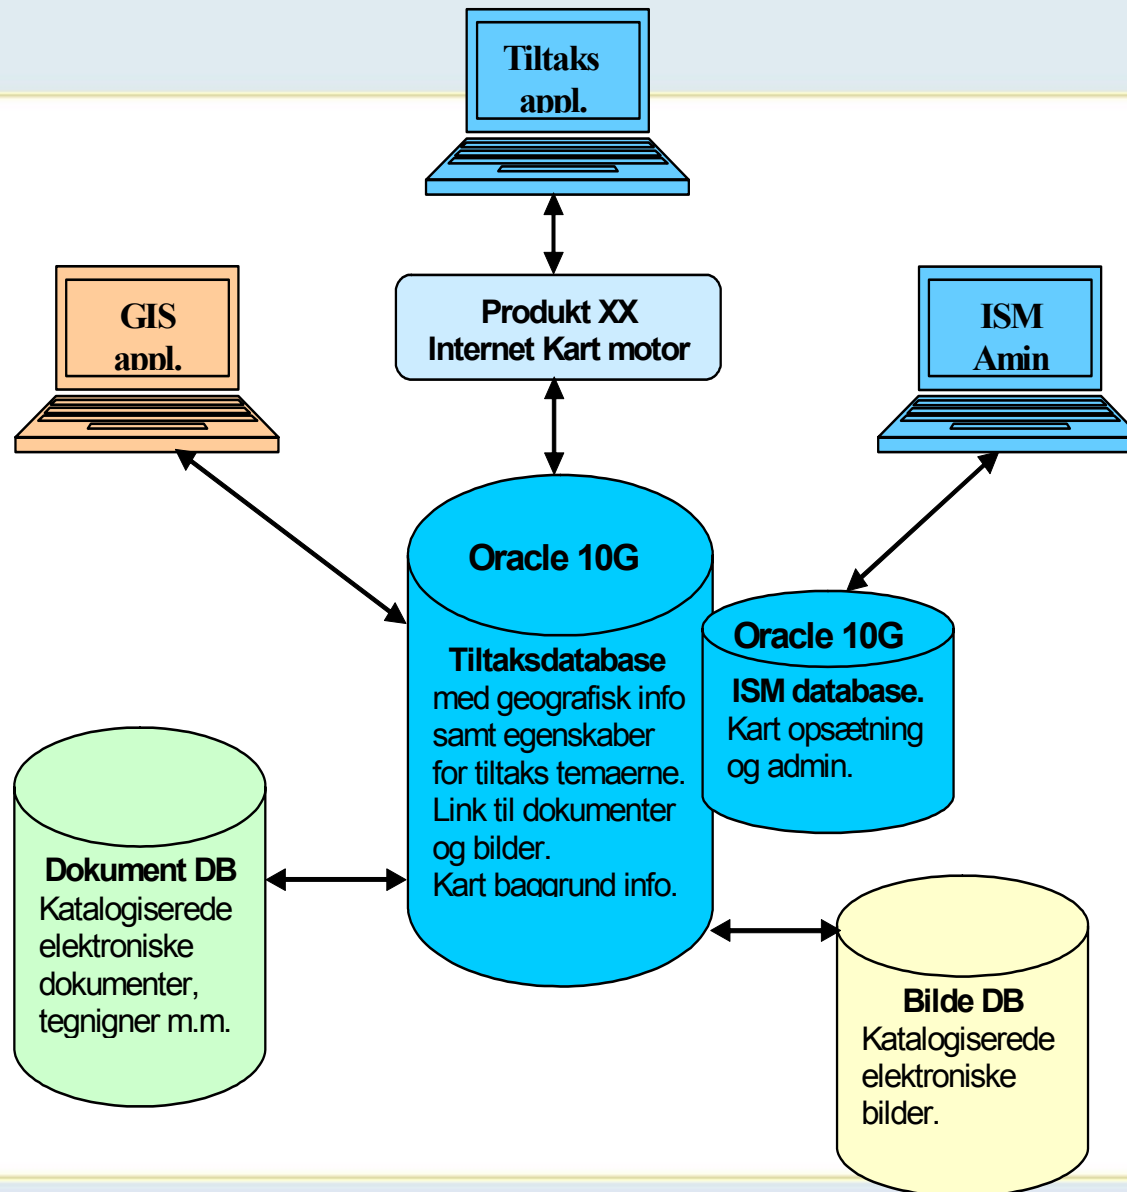 Tiltaks
appl.
GIS
appl.
Produkt XX
Internet Kart motor
ISM
Amin
Oracle 10G
Tiltaksdatabase
med geografisk info
samt egenskaber
for tiltaks temaerne.
Link til dokumenter
og bilder.
Kart baggrund info.
Oracle 10G
ISM database.
Kart opsætning
og admin.
Dokument DB
Katalogiserede
elektroniske
dokumenter,
tegnigner m.m.
Bilde DB
Katalogiserede
elektroniske
bilder.